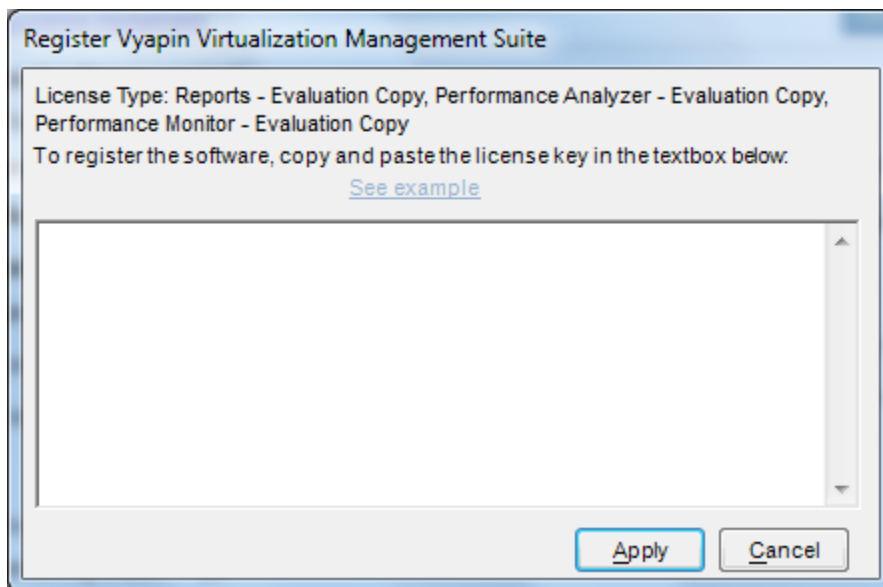 Register Vyapin Virtualization Management Suite
License Type: Reports - Evaluation Copy, Performance Analyzer - Evaluation Copy,
Performance Monitor - Evaluation Copy
To register the software, copy and paste the license key in the textbox below:
See example
Apply
Cancel